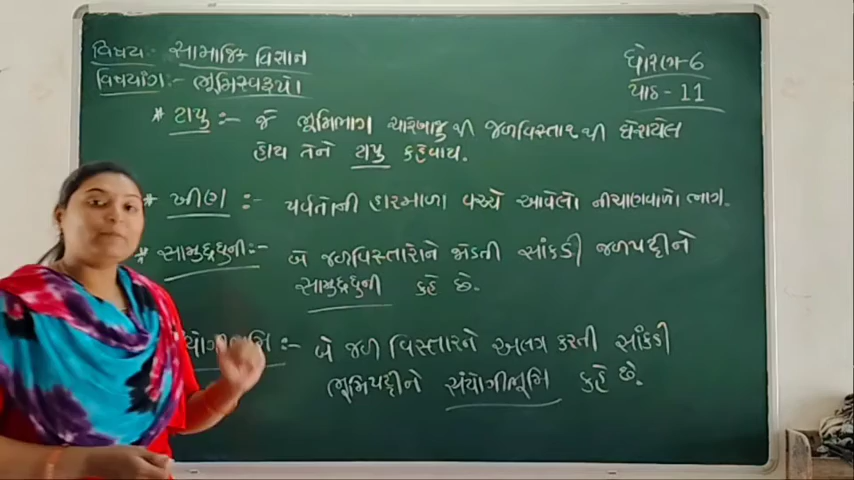 વિષય:- સામાજિક વિજ્ઞાન
ધોરણ-6
વિષયાંગ:- ભૂમિસ્વરૂપો
પાઠ - 11
* ટાપુ :- જે ભૂમિભાગ ચારેબાજુથી જળવિસ્તારથી ઘેરાયેલ
હોય તેને ટાપુ કહેવાય.
* ખીણ :- પર્વતોની હારમાળા વચ્ચે આવેલો નીચાણવાળો ભાગ.
* સામુદ્રધુની:- બે જળવિસ્તારોને જોડતી સાંકડી જળપટ્ટીને
સામુદ્રધુની કહે છે.
યોગીભૂમિ :- બે જળ વિસ્તારને અલગ કરતી સાંકડી
ભૂમિપટ્ટીને સંયોગીભૂમિ કહે છે.